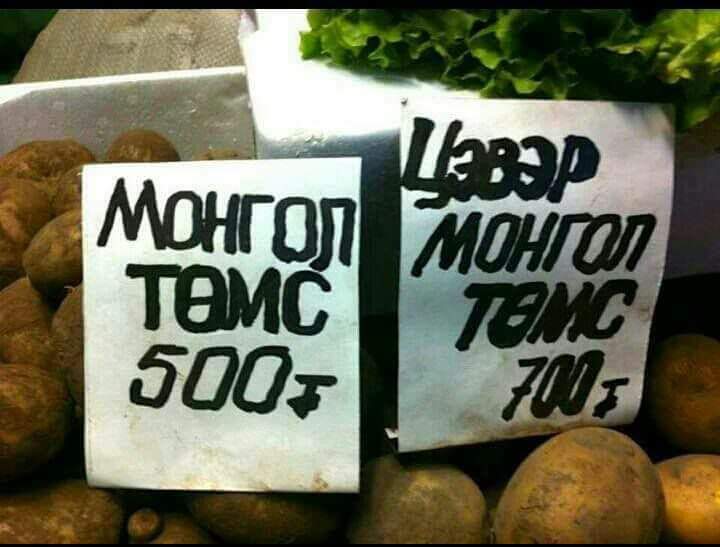 Монгол
төмс
500₮
Цэвэр
монгол
төмс
700₮